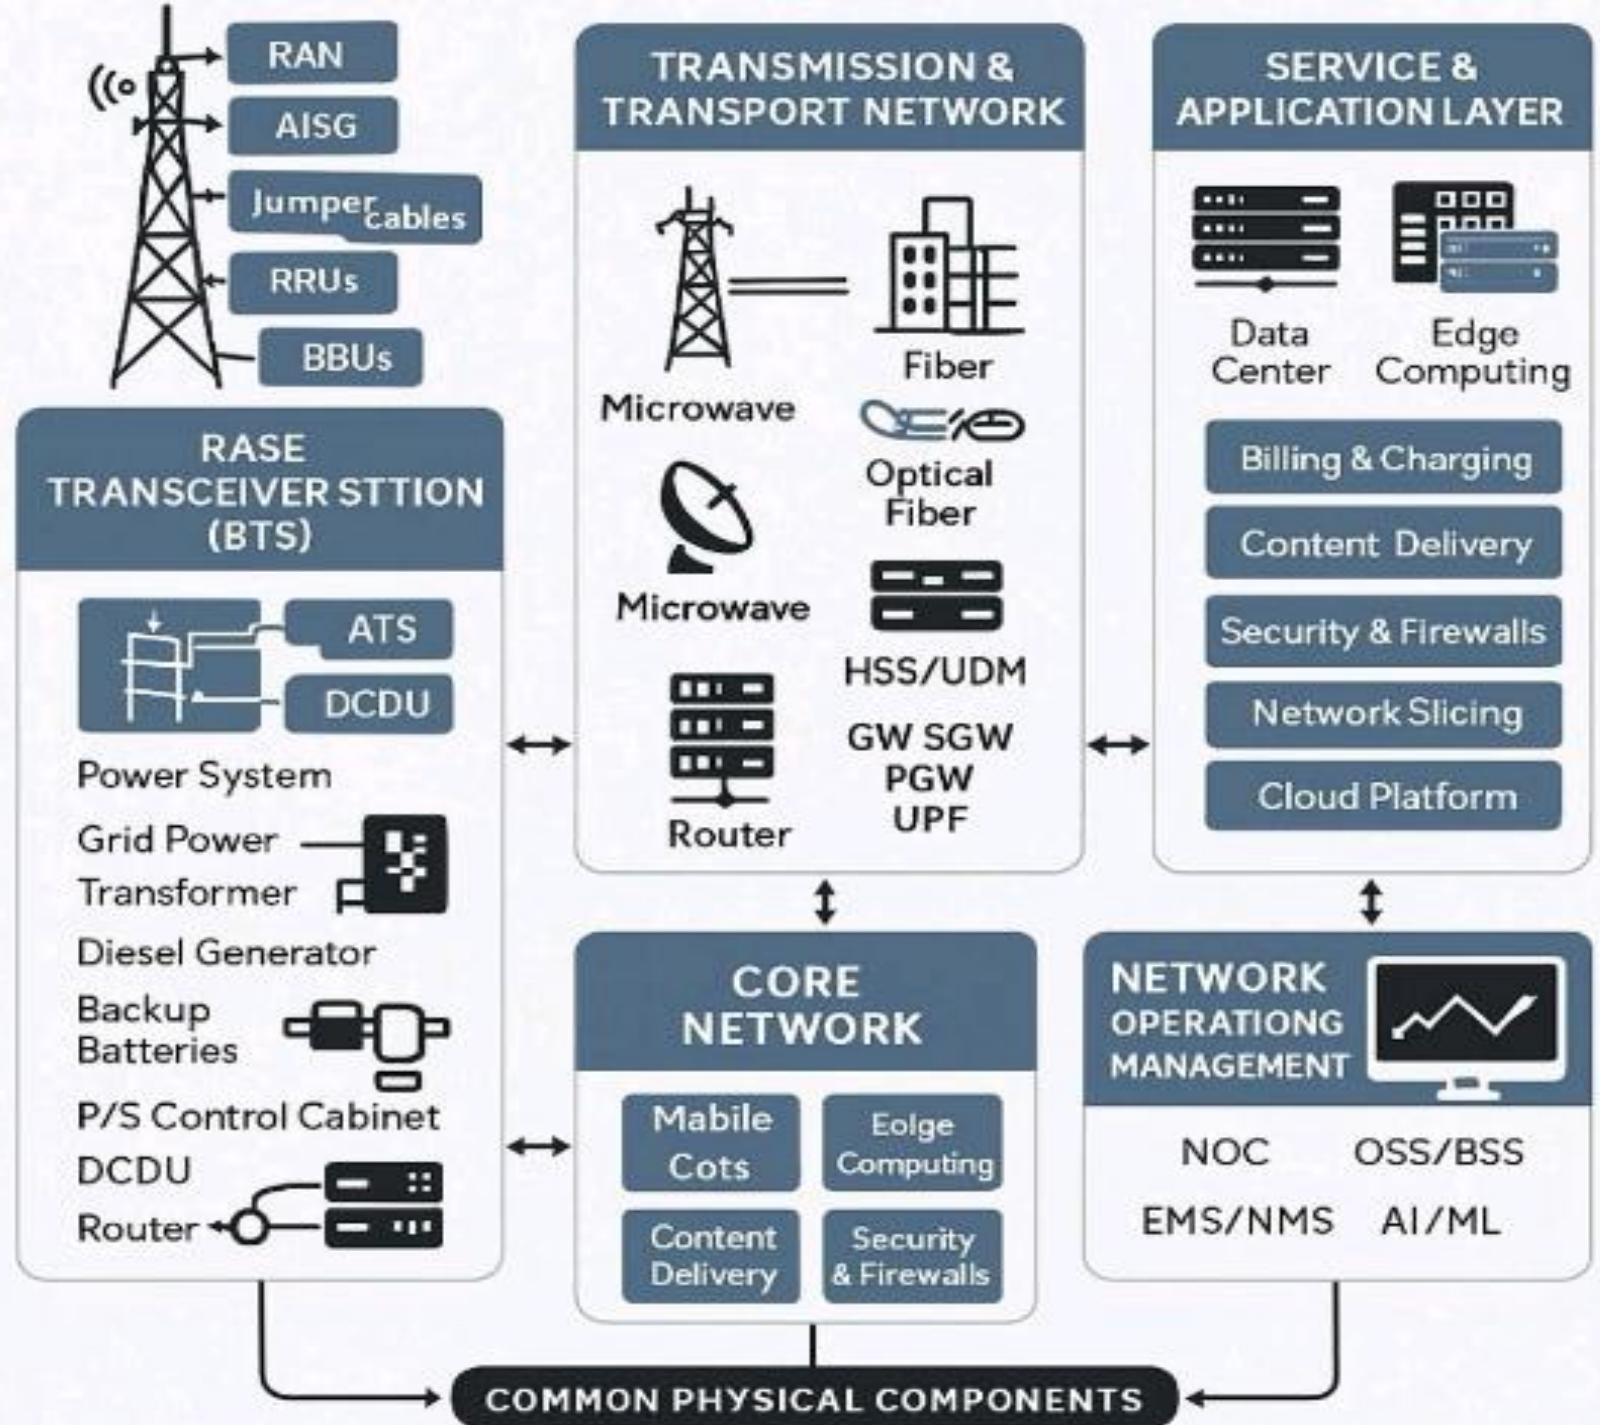 RAN
AISG
Jumper cables
RRUs
BBUs
RASE
TRANSCEIVER STTION
(BTS)
ATS
DCDU
Power System
Grid Power
Transformer
Diesel Generator
Backup
Batteries
P/S Control Cabinet
DCDU
Router
TRANSMISSION &
TRANSPORT NETWORK
Microwave
Fiber
Optical
Fiber
Microwave
HSS/UDM
GW SGW
PGW
UPF
Router
SERVICE &
APPLICATION LAYER
Data
Center
Edge
Computing
Billing & Charging
Content Delivery
Security & Firewalls
Network Slicing
Cloud Platform
CORE
NETWORK
Mabile
Cots
Eolge
Computing
Content
Delivery
Security
& Firewalls
NETWORK
OPERATIONG
MANAGEMENT
NOC
OSS/BSS
EMS/NMS
AI/ML
COMMON PHYSICAL COMPONENTS